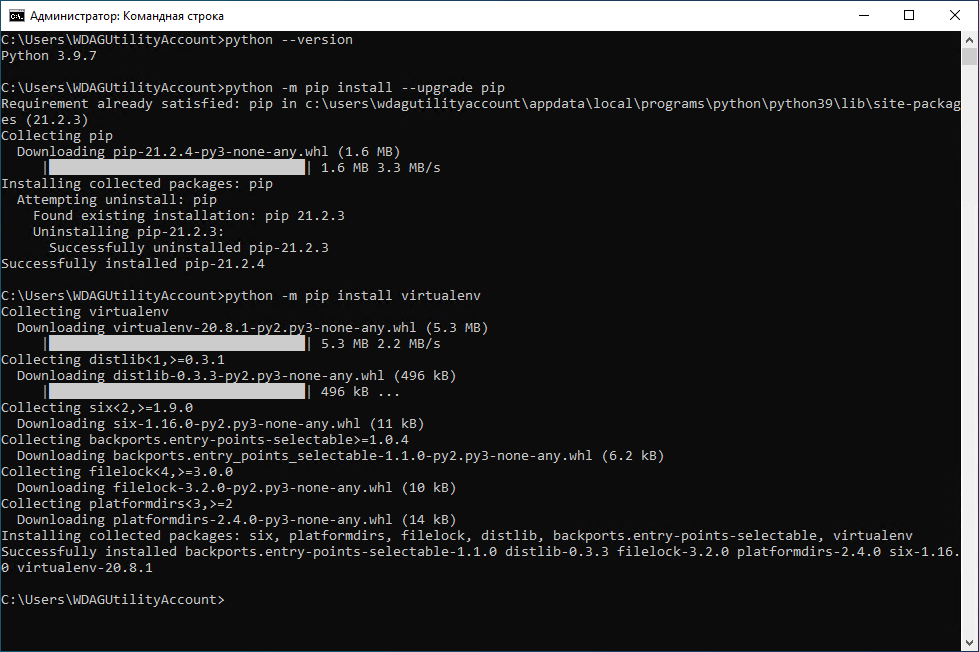 Администратор: Командная строка
C:\Users\WDAGUtilityAccount>python --version
Python 3.9.7
C:\Users\WDAGUtilityAccount>python -m pip install --upgrade pip
Requirement already satisfied: pip in c:\users\wdagutilityaccount\appdata\local\programs\python\python39\lib\site-packag
es (21.2.3)
Collecting pip
  Downloading pip-21.2.4-py3-none-any.whl (1.6 MB)
     |████████████████████████████████| 1.6 MB 3.3 MB/s
Installing collected packages: pip
  Attempting uninstall: pip
    Found existing installation: pip 21.2.3
    Uninstalling pip-21.2.3:
      Successfully uninstalled pip-21.2.3
Successfully installed pip-21.2.4
C:\Users\WDAGUtilityAccount>python -m pip install virtualenv
Collecting virtualenv
  Downloading virtualenv-20.8.1-py2.py3-none-any.whl (5.3 MB)
     |████████████████████████████████| 5.3 MB 2.2 MB/s
Collecting distlib<1,>=0.3.1
  Downloading distlib-0.3.3-py2.py3-none-any.whl (496 kB)
     |████████████████████████████████| 496 kB ...
Collecting six<2,>=1.9.0
  Downloading six-1.16.0-py2.py3-none-any.whl (11 kB)
Collecting backports.entry-points-selectable>=1.0.4
  Downloading backports.entry_points_selectable-1.1.0-py2.py3-none-any.whl (6.2 kB)
Collecting filelock<4,>=3.0.0
  Downloading filelock-3.2.0-py2.py3-none-any.whl (10 kB)
Collecting platformdirs<3,>=2
  Downloading platformdirs-2.4.0-py3-none-any.whl (14 kB)
Installing collected packages: six, platformdirs, filelock, distlib, backports.entry-points-selectable, virtualenv
Successfully installed backports.entry-points-selectable-1.1.0 distlib-0.3.3 filelock-3.2.0 platformdirs-2.4.0 six-1.16.
0 virtualenv-20.8.1
C:\Users\WDAGUtilityAccount>